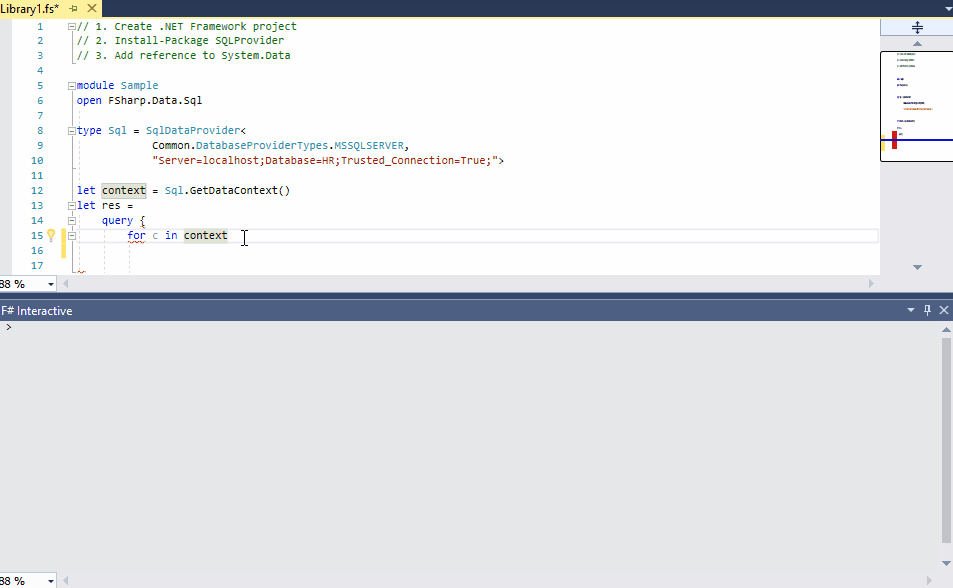 Library1.fs*
1 // 1. Create .NET Framework project
2 // 2. Install-Package SQLProvider
3 // 3. Add reference to System.Data
4
5 module Sample
6 open FSharp.Data.Sql
7
8 type Sql = SqlDataProvider<
9 Common.DatabaseProviderTypes.MSSQLSERVER,
10 "Server=localhost;Database=HR;Trusted_Connection=True;">
11
12 let context = Sql.GetDataContext()
13 let res =
14 query {
15 for c in context
16
17
88 %
F# Interactive
>
88 %